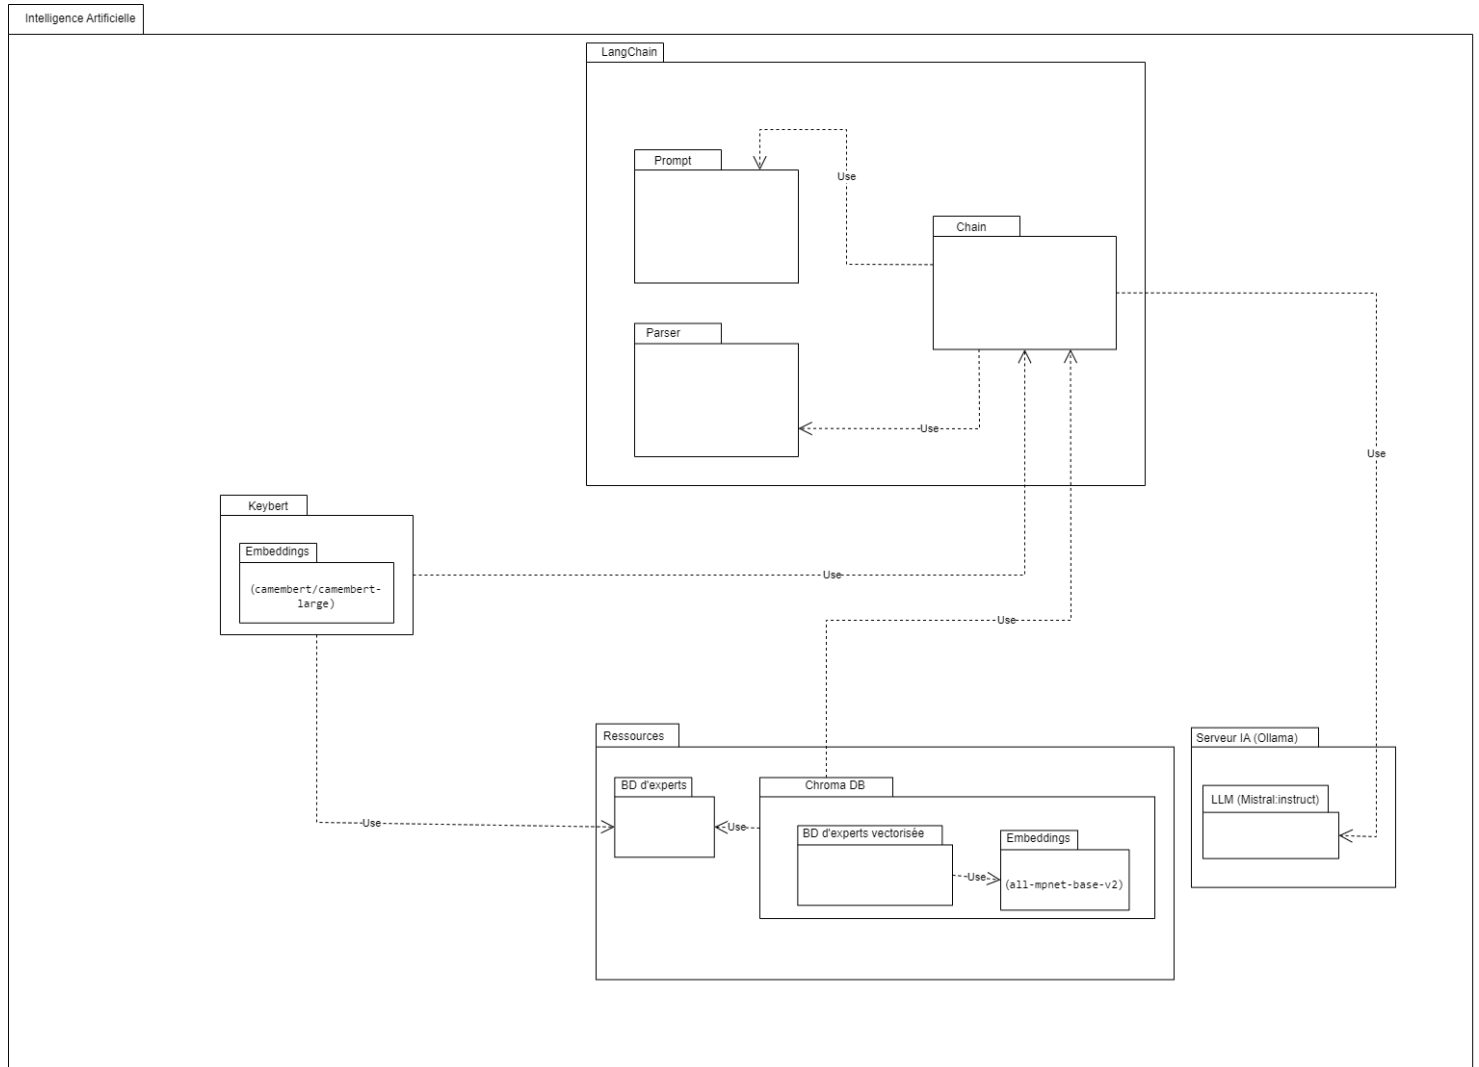 Intelligence Artificielle
LangChain
Prompt
Use
Chain
Parser
Use
Use
Keybert
Embeddings
(camembert/camembert-
large)
Use
Use
Ressources
Serveur IA (Ollama)
BD d'experts
Chroma DB
LLM (Mistral:instruct)
Use
Use
BD d'experts vectorisée
Embeddings
Use
(all-mpnet-base-v2)